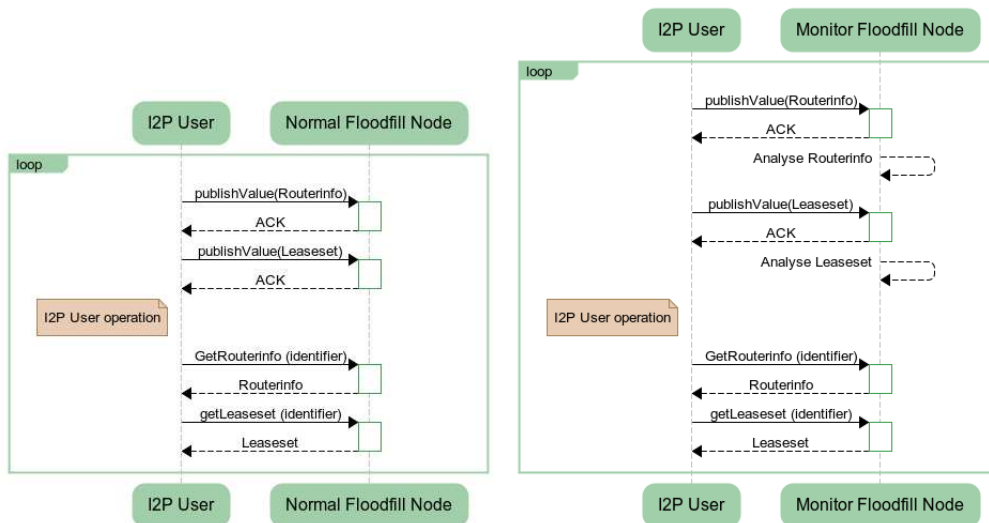 I2P User
Normal Floodfill Node
loop
publishValue(Routerinfo)
ACK
publishValue(Leaseset)
ACK
I2P User operation
GetRouterinfo (identifier)
Routerinfo
getLeaseset (identifier)
Leaseset
I2P User
Normal Floodfill Node
I2P User
Monitor Floodfill Node
loop
publishValue(Routerinfo)
ACK
Analyse Routerinfo
publishValue(Leaseset)
ACK
Analyse Leaseset
I2P User operation
GetRouterinfo (identifier)
Routerinfo
getLeaseset (identifier)
Leaseset
I2P User
Monitor Floodfill Node